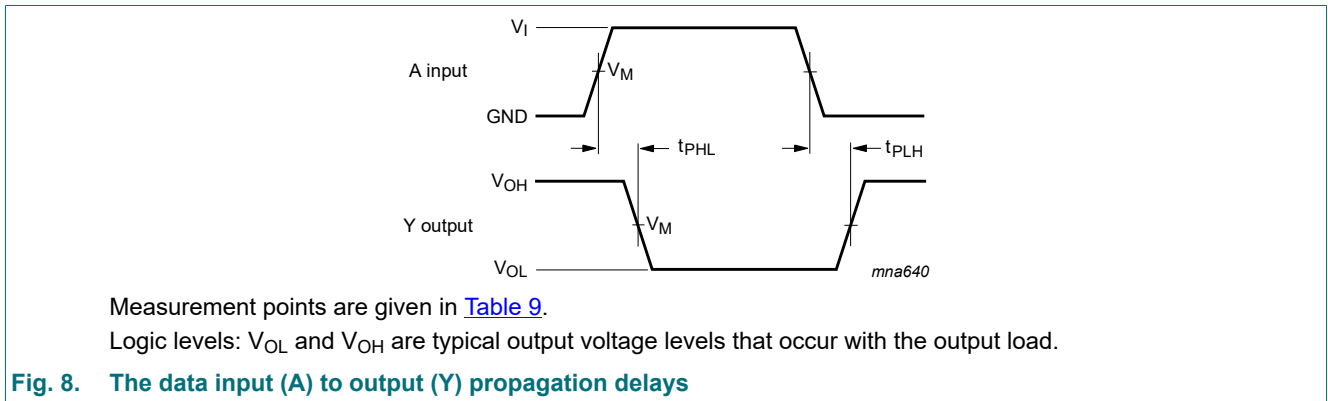 VI
A input
VM
GND
tPHL
tPLH
VOH
Y output
VM
VOL
mna640
Measurement points are given in Table 9.
Logic levels: VOL and VOH are typical output voltage levels that occur with the output load.
Fig. 8. The data input (A) to output (Y) propagation delays